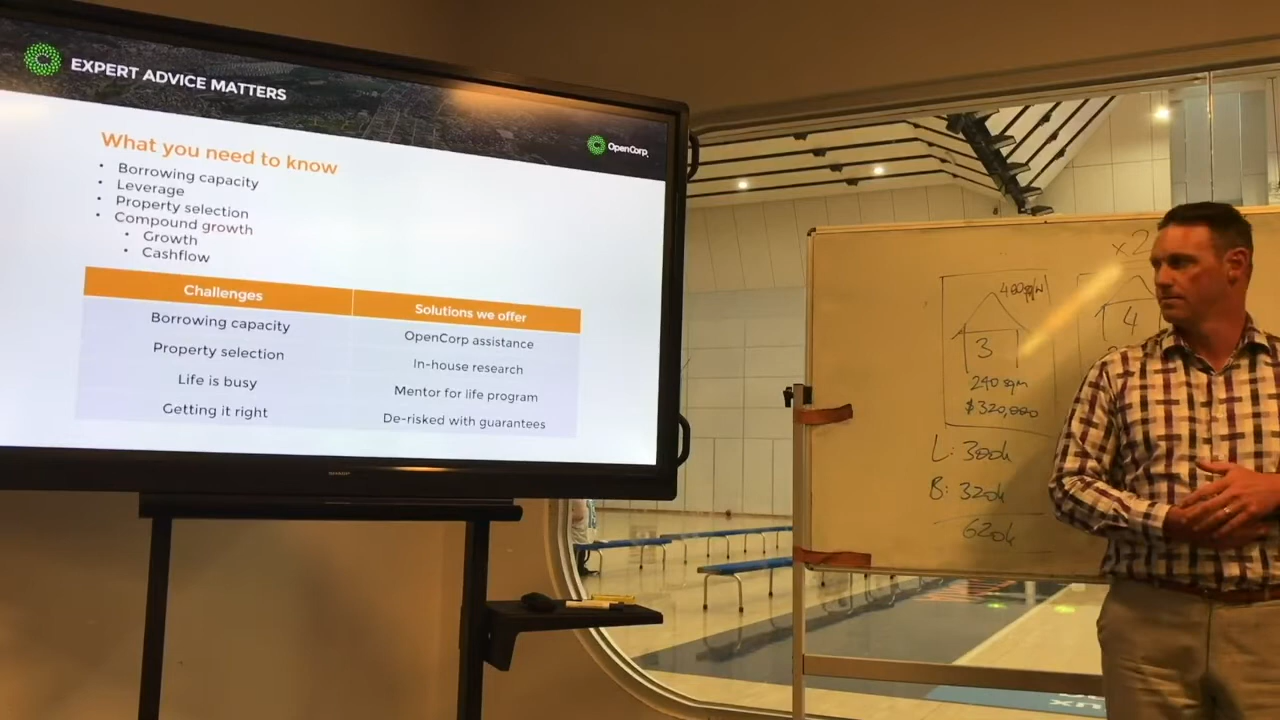 EXPERT ADVICE MATTERS
OpenCorp
What you need to know
• Borrowing capacity
• Leverage
• Property selection
• Compound growth
• Growth
• Cashflow
Challenges
Solutions we offer
Borrowing capacity
OpenCorp assistance
Property selection
In-house research
Life is busy
Mentor for life program
Getting it right
De-risked with guarantees
x2
3
240 sqm
$320,000
L: 300k
B: 320k
620k
4